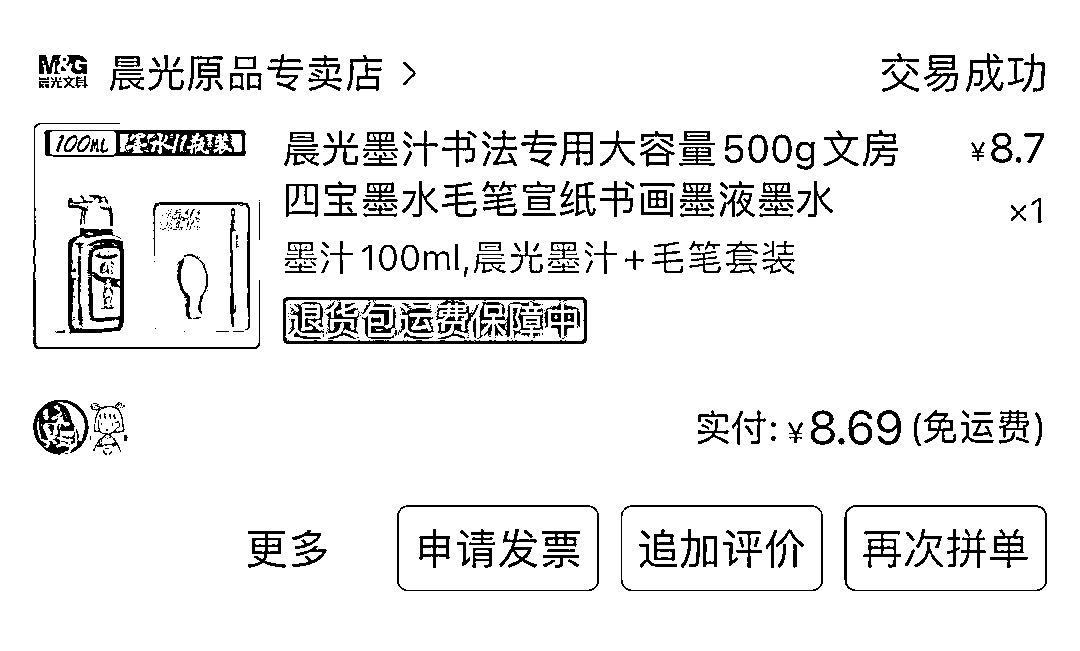 M&G
晨光文具
晨光原品专卖店 >
交易成功
100ml
晨光墨汁书法专用大容量500g文房
四宝墨水毛笔宣纸书画墨液墨水
¥8.7
×1
墨汁100ml,晨光墨汁+毛笔套装
退货包运费保障中
实付: ¥8.69 (免运费)
更多
申请发票
追加评价
再次拼单